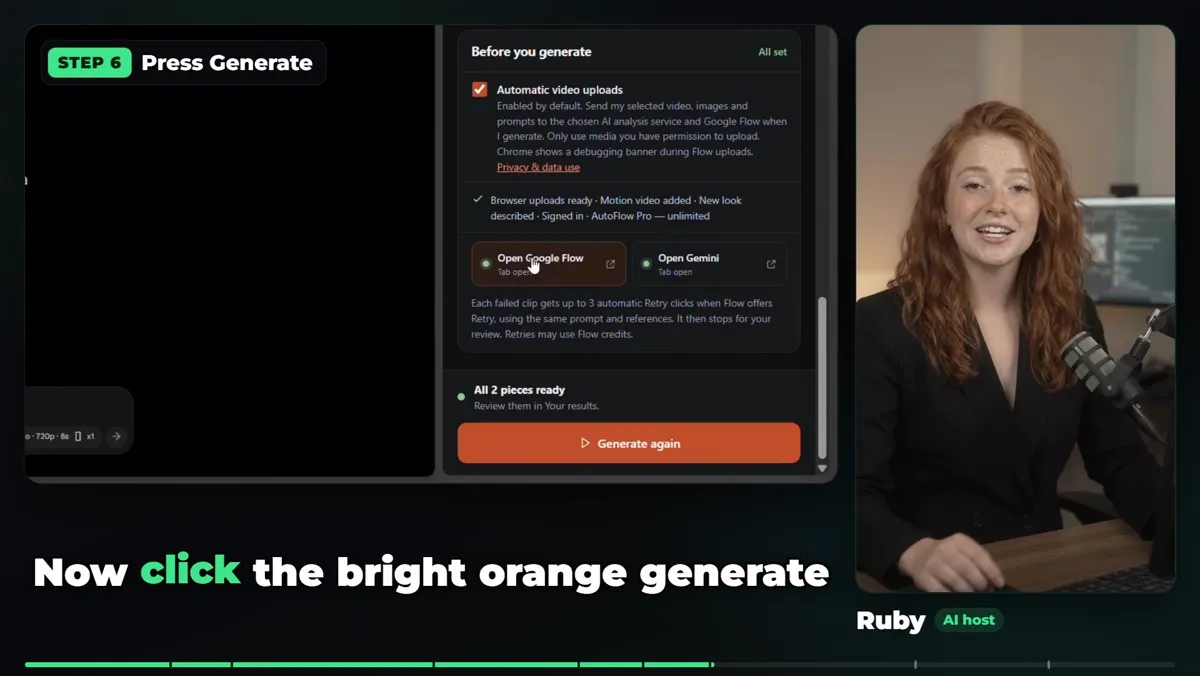 STEP 6 Press Generate
Before you generate
All set
Automatic video uploads
Enabled by default. Send my selected video, images and
prompts to the chosen AI analysis service and Google Flow when
I generate. Only use media you have permission to upload.
Chrome shows a debugging banner during Flow uploads.
Privacy & data use
Browser uploads ready · Motion video added · New look
described · Signed in · AutoFlow Pro — unlimited
Open Google Flow
Tab open
Open Gemini
Tab open
Each failed clip gets up to 3 automatic Retry clicks when Flow offers
Retry, using the same prompt and references. It then stops for your
review. Retries may use Flow credits.
All 2 pieces ready
Review them in Your results.
720p · 8s x1
Generate again
Now click the bright orange generate
Ruby AI host